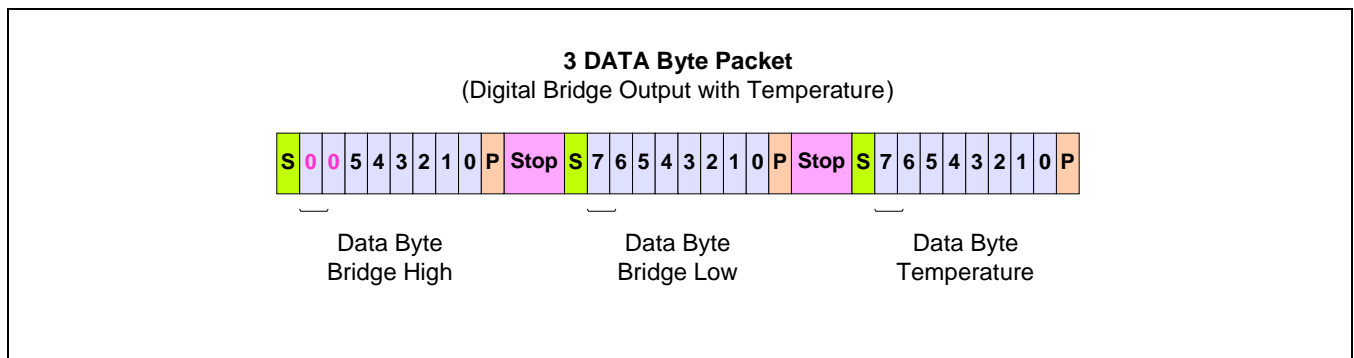 3 DATA Byte Packet
(Digital Bridge Output with Temperature)
S 0 0 5 4 3 2 1 0 P Stop S 7 6 5 4 3 2 1 0 P Stop S 7 6 5 4 3 2 1 0 P
Data Byte Bridge High
Data Byte Bridge Low
Data Byte Temperature